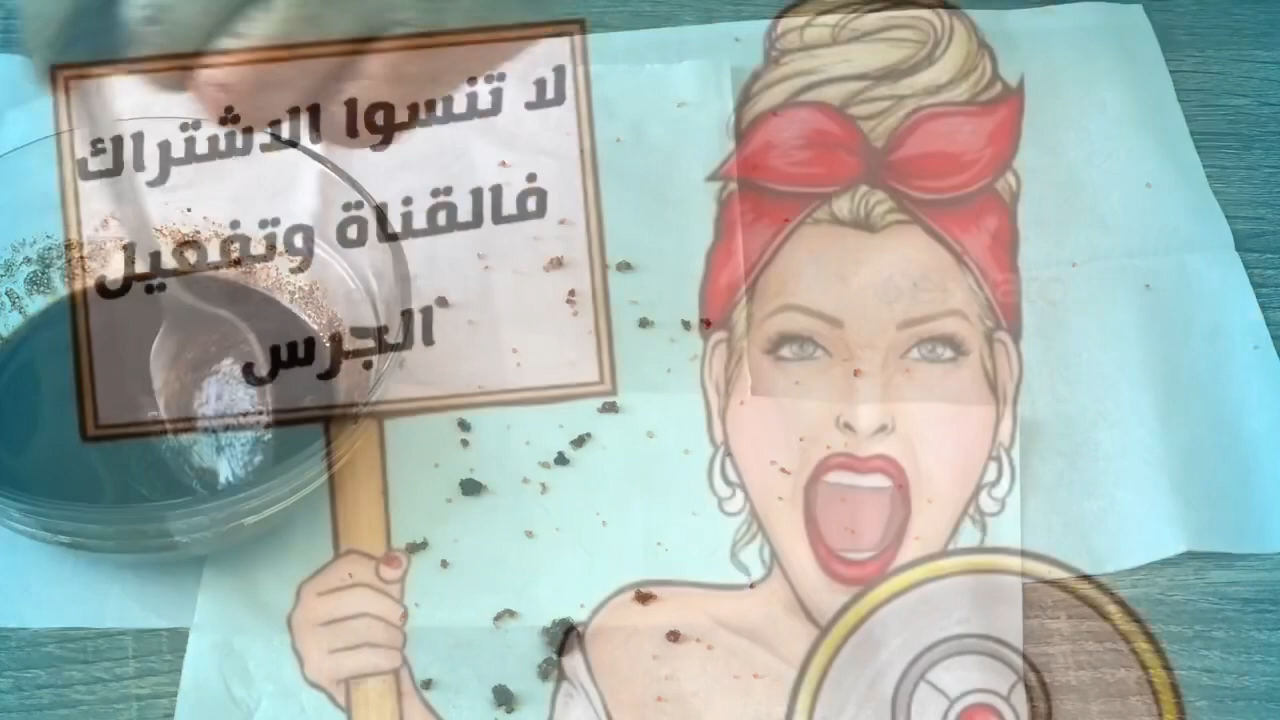 لا تنسوا الاشتراك
فالقناة وتفعيل
الجرس